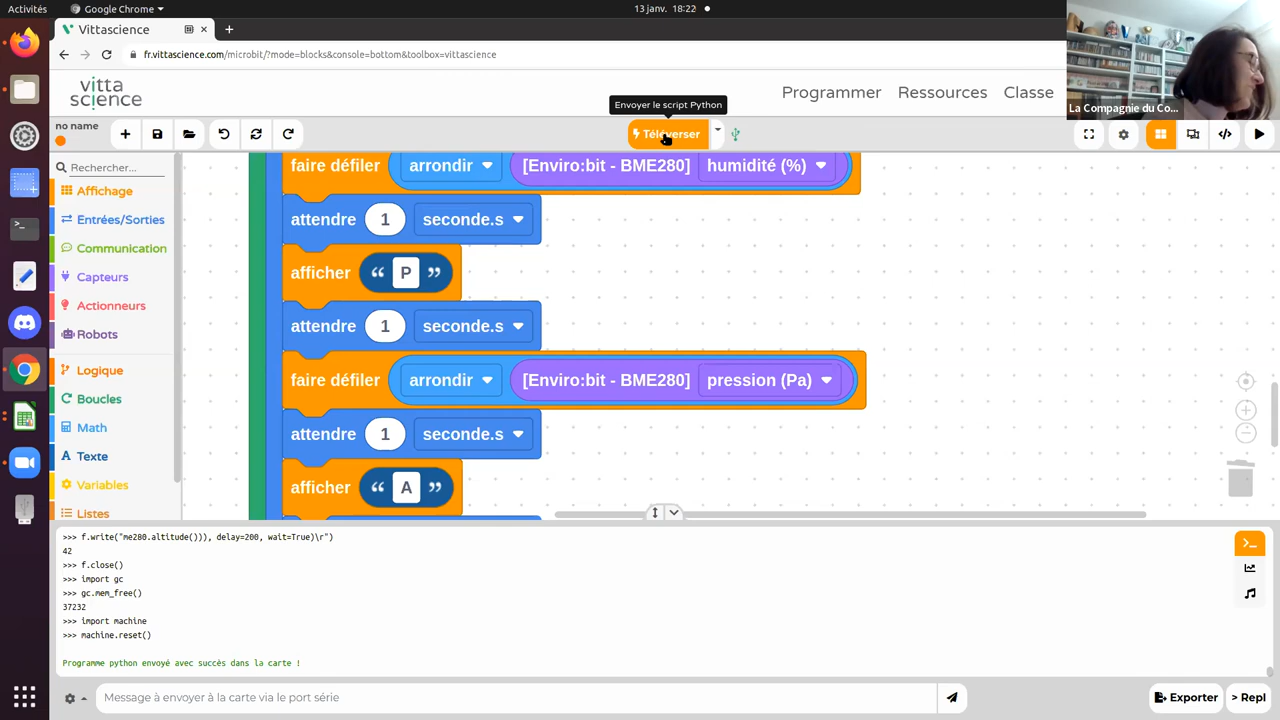 Activités
Google Chrome
13 janv. 18:22
Vittascience
fr.vittascience.com/microbit/?mode=blocks&console=bottom&toolbox=vittascience
vitta
science
Programmer
Ressources
Classe
La Compagnie du Co...
Envoyer le script Python
no name
Téléverser
Rechercher...
Affichage
Entrées/Sorties
Communication
Capteurs
Actionneurs
Robots
Logique
Boucles
Math
Texte
Variables
Listes
faire défiler arrondir [Enviro:bit - BME280] humidité (%)
attendre 1 seconde.s
afficher “ P ”
attendre 1 seconde.s
faire défiler arrondir [Enviro:bit - BME280] pression (Pa)
attendre 1 seconde.s
afficher “ A ”
>>> f.write("me280.altitude())), delay=200, wait=True)\r")
42
>>> f.close()
>>> import gc
>>> gc.mem_free()
37232
>>> import machine
>>> machine.reset()
Programme python envoyé avec succès dans la carte !
Message à envoyer à la carte via le port série
Exporter
> Repl